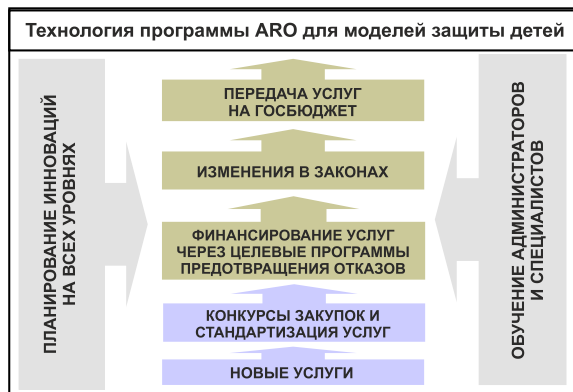 Технология программы ARO для моделей защиты детей
ПЛАНИРОВАНИЕ ИННОВАЦИЙ
НА ВСЕХ УРОВНЯХ
ПЕРЕДАЧА УСЛУГ
НА ГОСБЮДЖЕТ
ИЗМЕНЕНИЯ В ЗАКОНАХ
ФИНАНСИРОВАНИЕ УСЛУГ
ЧЕРЕЗ ЦЕЛЕВЫЕ ПРОГРАММЫ
ПРЕДОТВРАЩЕНИЯ ОТКАЗОВ
КОНКУРСЫ ЗАКУПОК И
СТАНДАРТИЗАЦИЯ УСЛУГ
НОВЫЕ УСЛУГИ
ОБУЧЕНИЕ АДМИНИСТРАТОРОВ
И СПЕЦИАЛИСТОВ